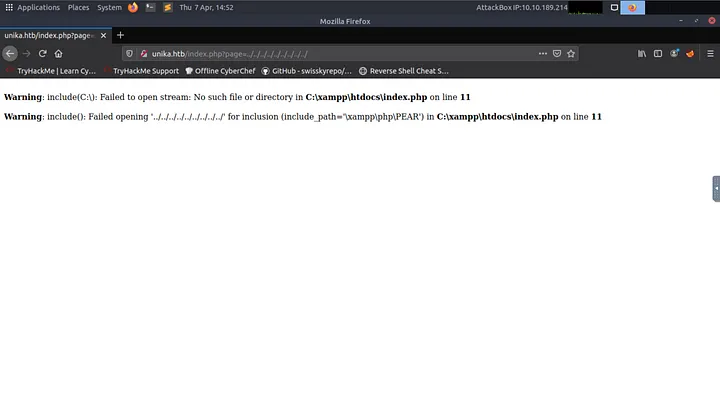 Applications Places System Thu 7 Apr, 14:52 AttackBox IP:10.10.189.214
Mozilla Firefox
unika.htb/index.php?page=
unika.htb/index.php?page=../../../../../../../../../
TryHackMe | Learn Cy… TryHackMe Support Offline CyberChef GitHub - swisskyrepo/… Reverse Shell Cheat S…
Warning: include(C:\): Failed to open stream: No such file or directory in C:\xampp\htdocs\index.php on line 11
Warning: include(): Failed opening '../../../../../../../../../' for inclusion (include_path='\xampp\php\PEAR') in C:\xampp\htdocs\index.php on line 11